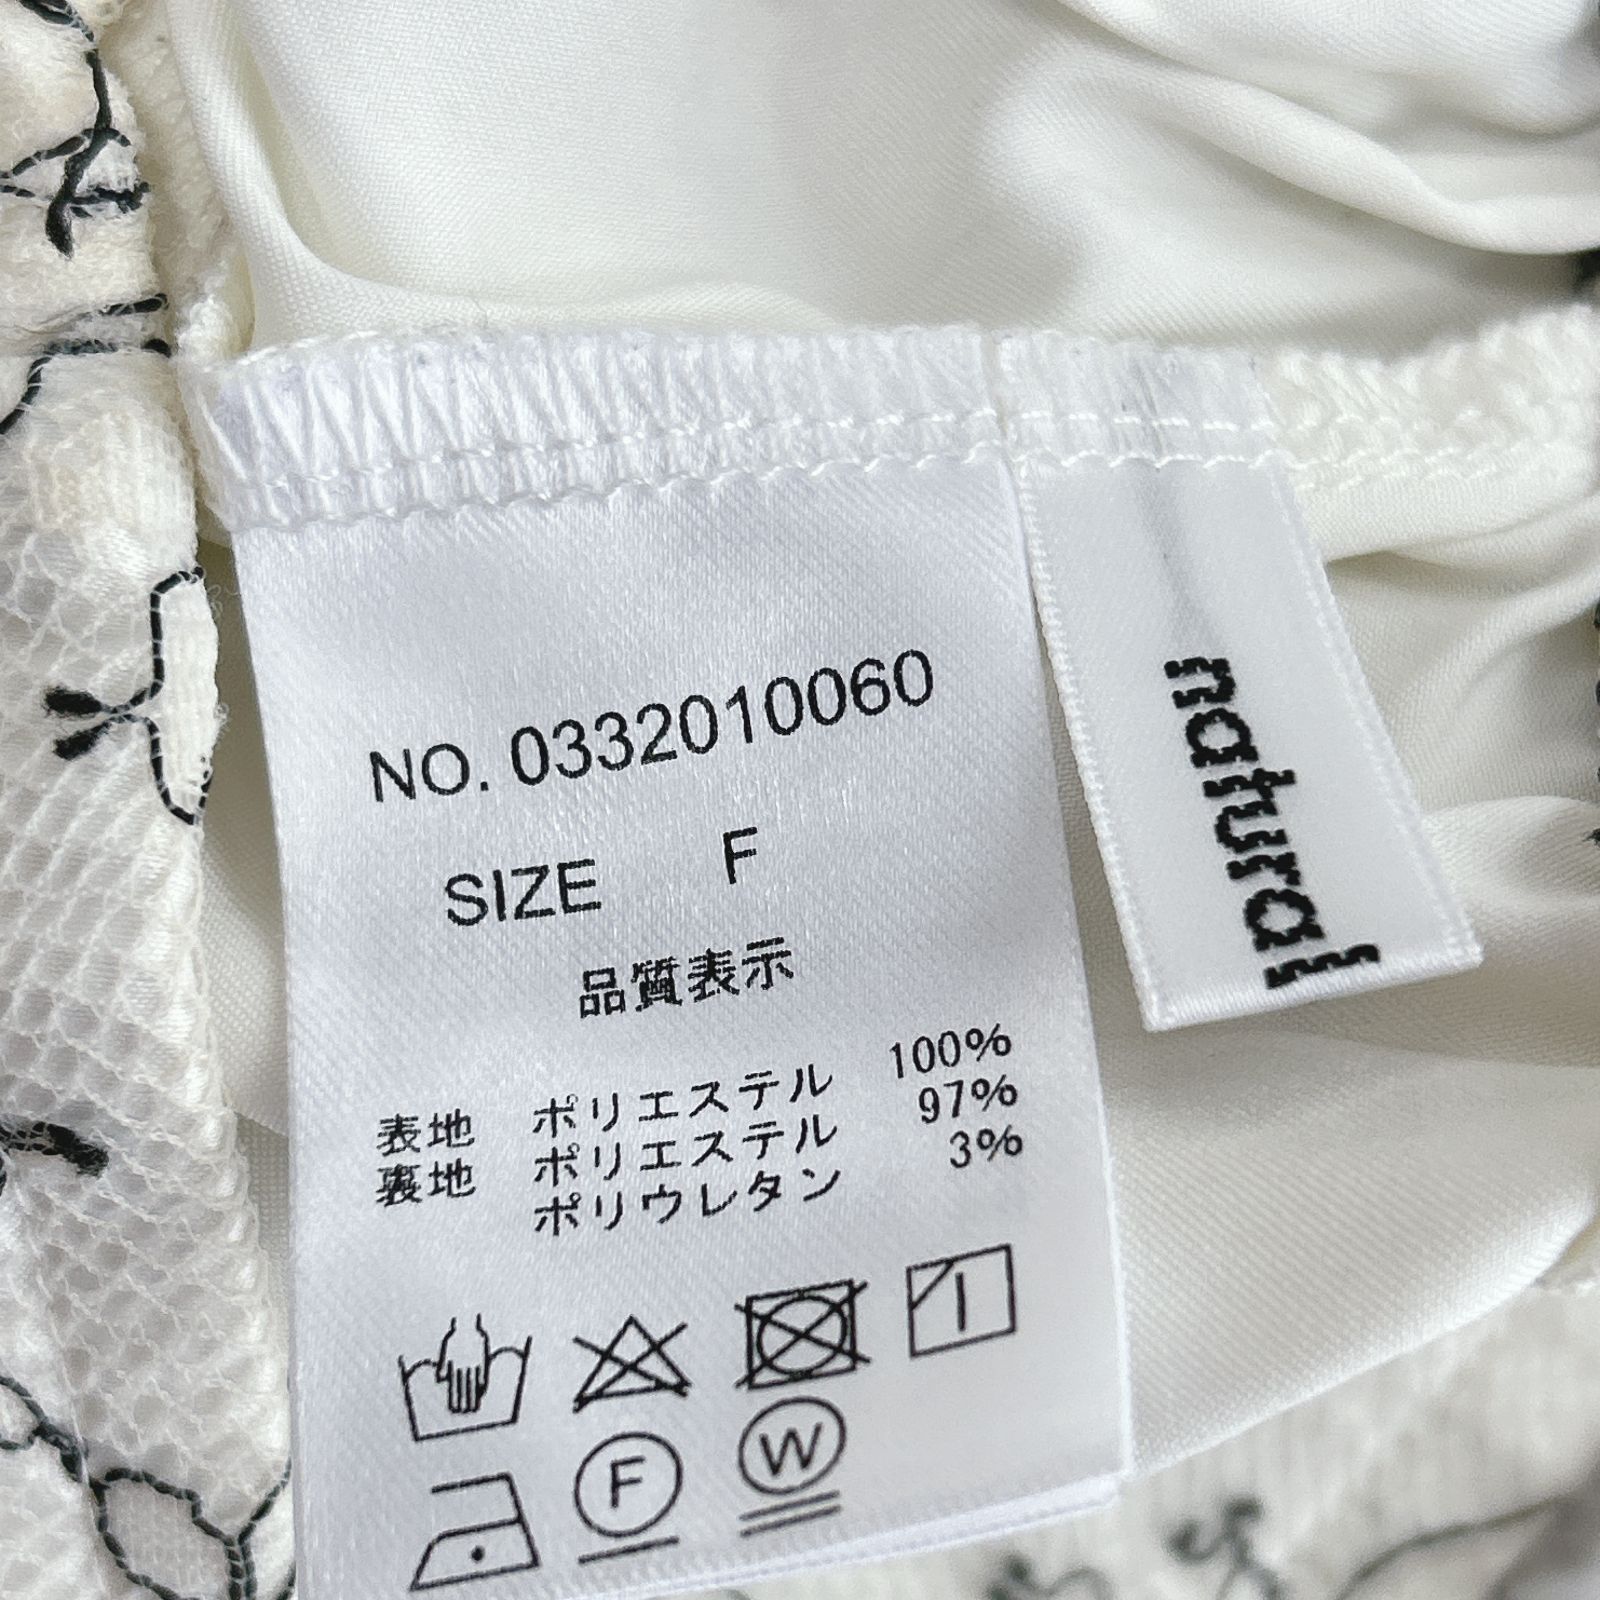 NO. 0332010060
SIZE F
品質表示
表地 ポリエステル 100%
裏地 ポリエステル 97%
ポリウレタン 3%
F
W
natural